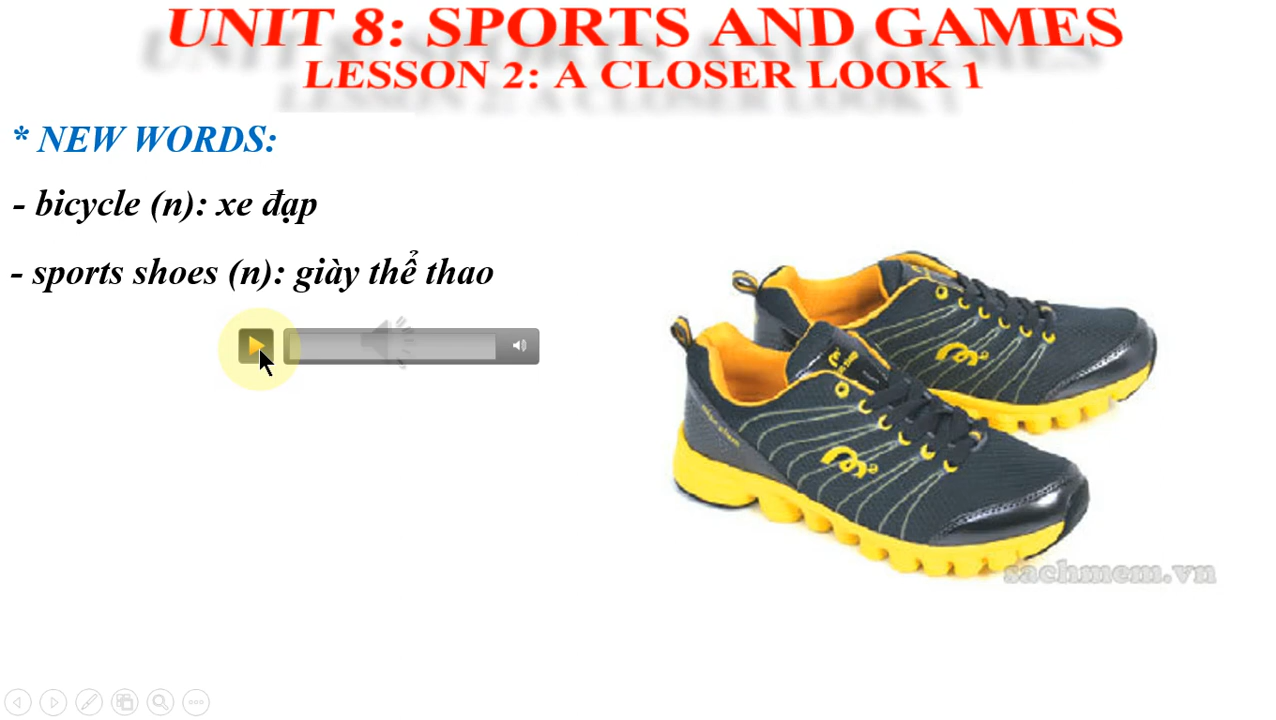 UNIT 8: SPORTS AND GAMES
LESSON 2: A CLOSER LOOK 1
* NEW WORDS:
- bicycle (n): xe đạp
- sports shoes (n): giày thể thao
sachmem.vn